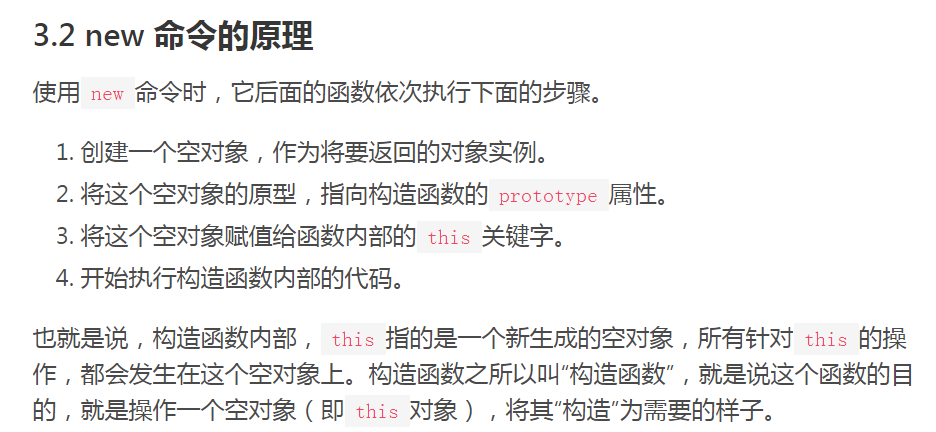 3.2 new 命令的原理
使用 new 命令时，它后面的函数依次执行下面的步骤。
1. 创建一个空对象，作为将要返回的对象实例。
2. 将这个空对象的原型，指向构造函数的 prototype 属性。
3. 将这个空对象赋值给函数内部的 this 关键字。
4. 开始执行构造函数内部的代码。
也就是说，构造函数内部， this 指的是一个新生成的空对象，所有针对 this 的操
作，都会发生在这个空对象上。构造函数之所以叫“构造函数”，就是说这个函数的目
的，就是操作一个空对象（即 this 对象），将其“构造”为需要的样子。